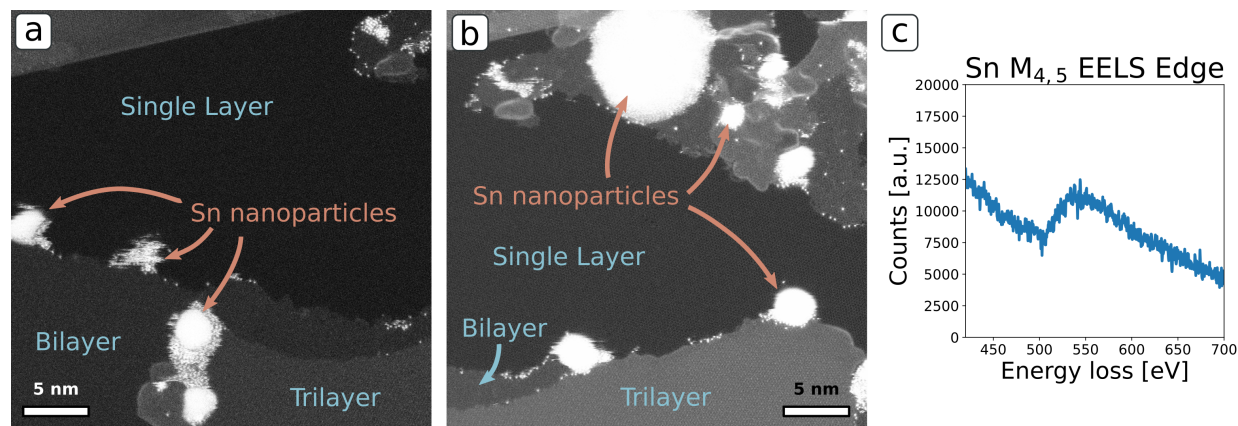 a
Single Layer
Sn nanoparticles
Bilayer
Trilayer
5 nm
b
Sn nanoparticles
Single Layer
Bilayer
Trilayer
5 nm
c
Sn M4,5 EELS Edge
20000
17500
15000
12500
10000
7500
5000
2500
0
Counts [a.u.]
450 500 550 600 650 700
Energy loss [eV]